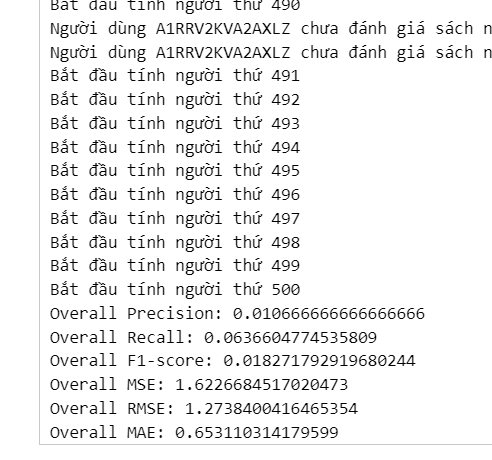 Bắt đầu tính người thứ 490
Người dùng A1RRV2KVA2AXLZ chưa đánh giá sách n
Người dùng A1RRV2KVA2AXLZ chưa đánh giá sách n
Bắt đầu tính người thứ 491
Bắt đầu tính người thứ 492
Bắt đầu tính người thứ 493
Bắt đầu tính người thứ 494
Bắt đầu tính người thứ 495
Bắt đầu tính người thứ 496
Bắt đầu tính người thứ 497
Bắt đầu tính người thứ 498
Bắt đầu tính người thứ 499
Bắt đầu tính người thứ 500
Overall Precision: 0.010666666666666666
Overall Recall: 0.0636604774535809
Overall F1-score: 0.018271792919680244
Overall MSE: 1.6226684517020473
Overall RMSE: 1.2738400416465354
Overall MAE: 0.653110314179599